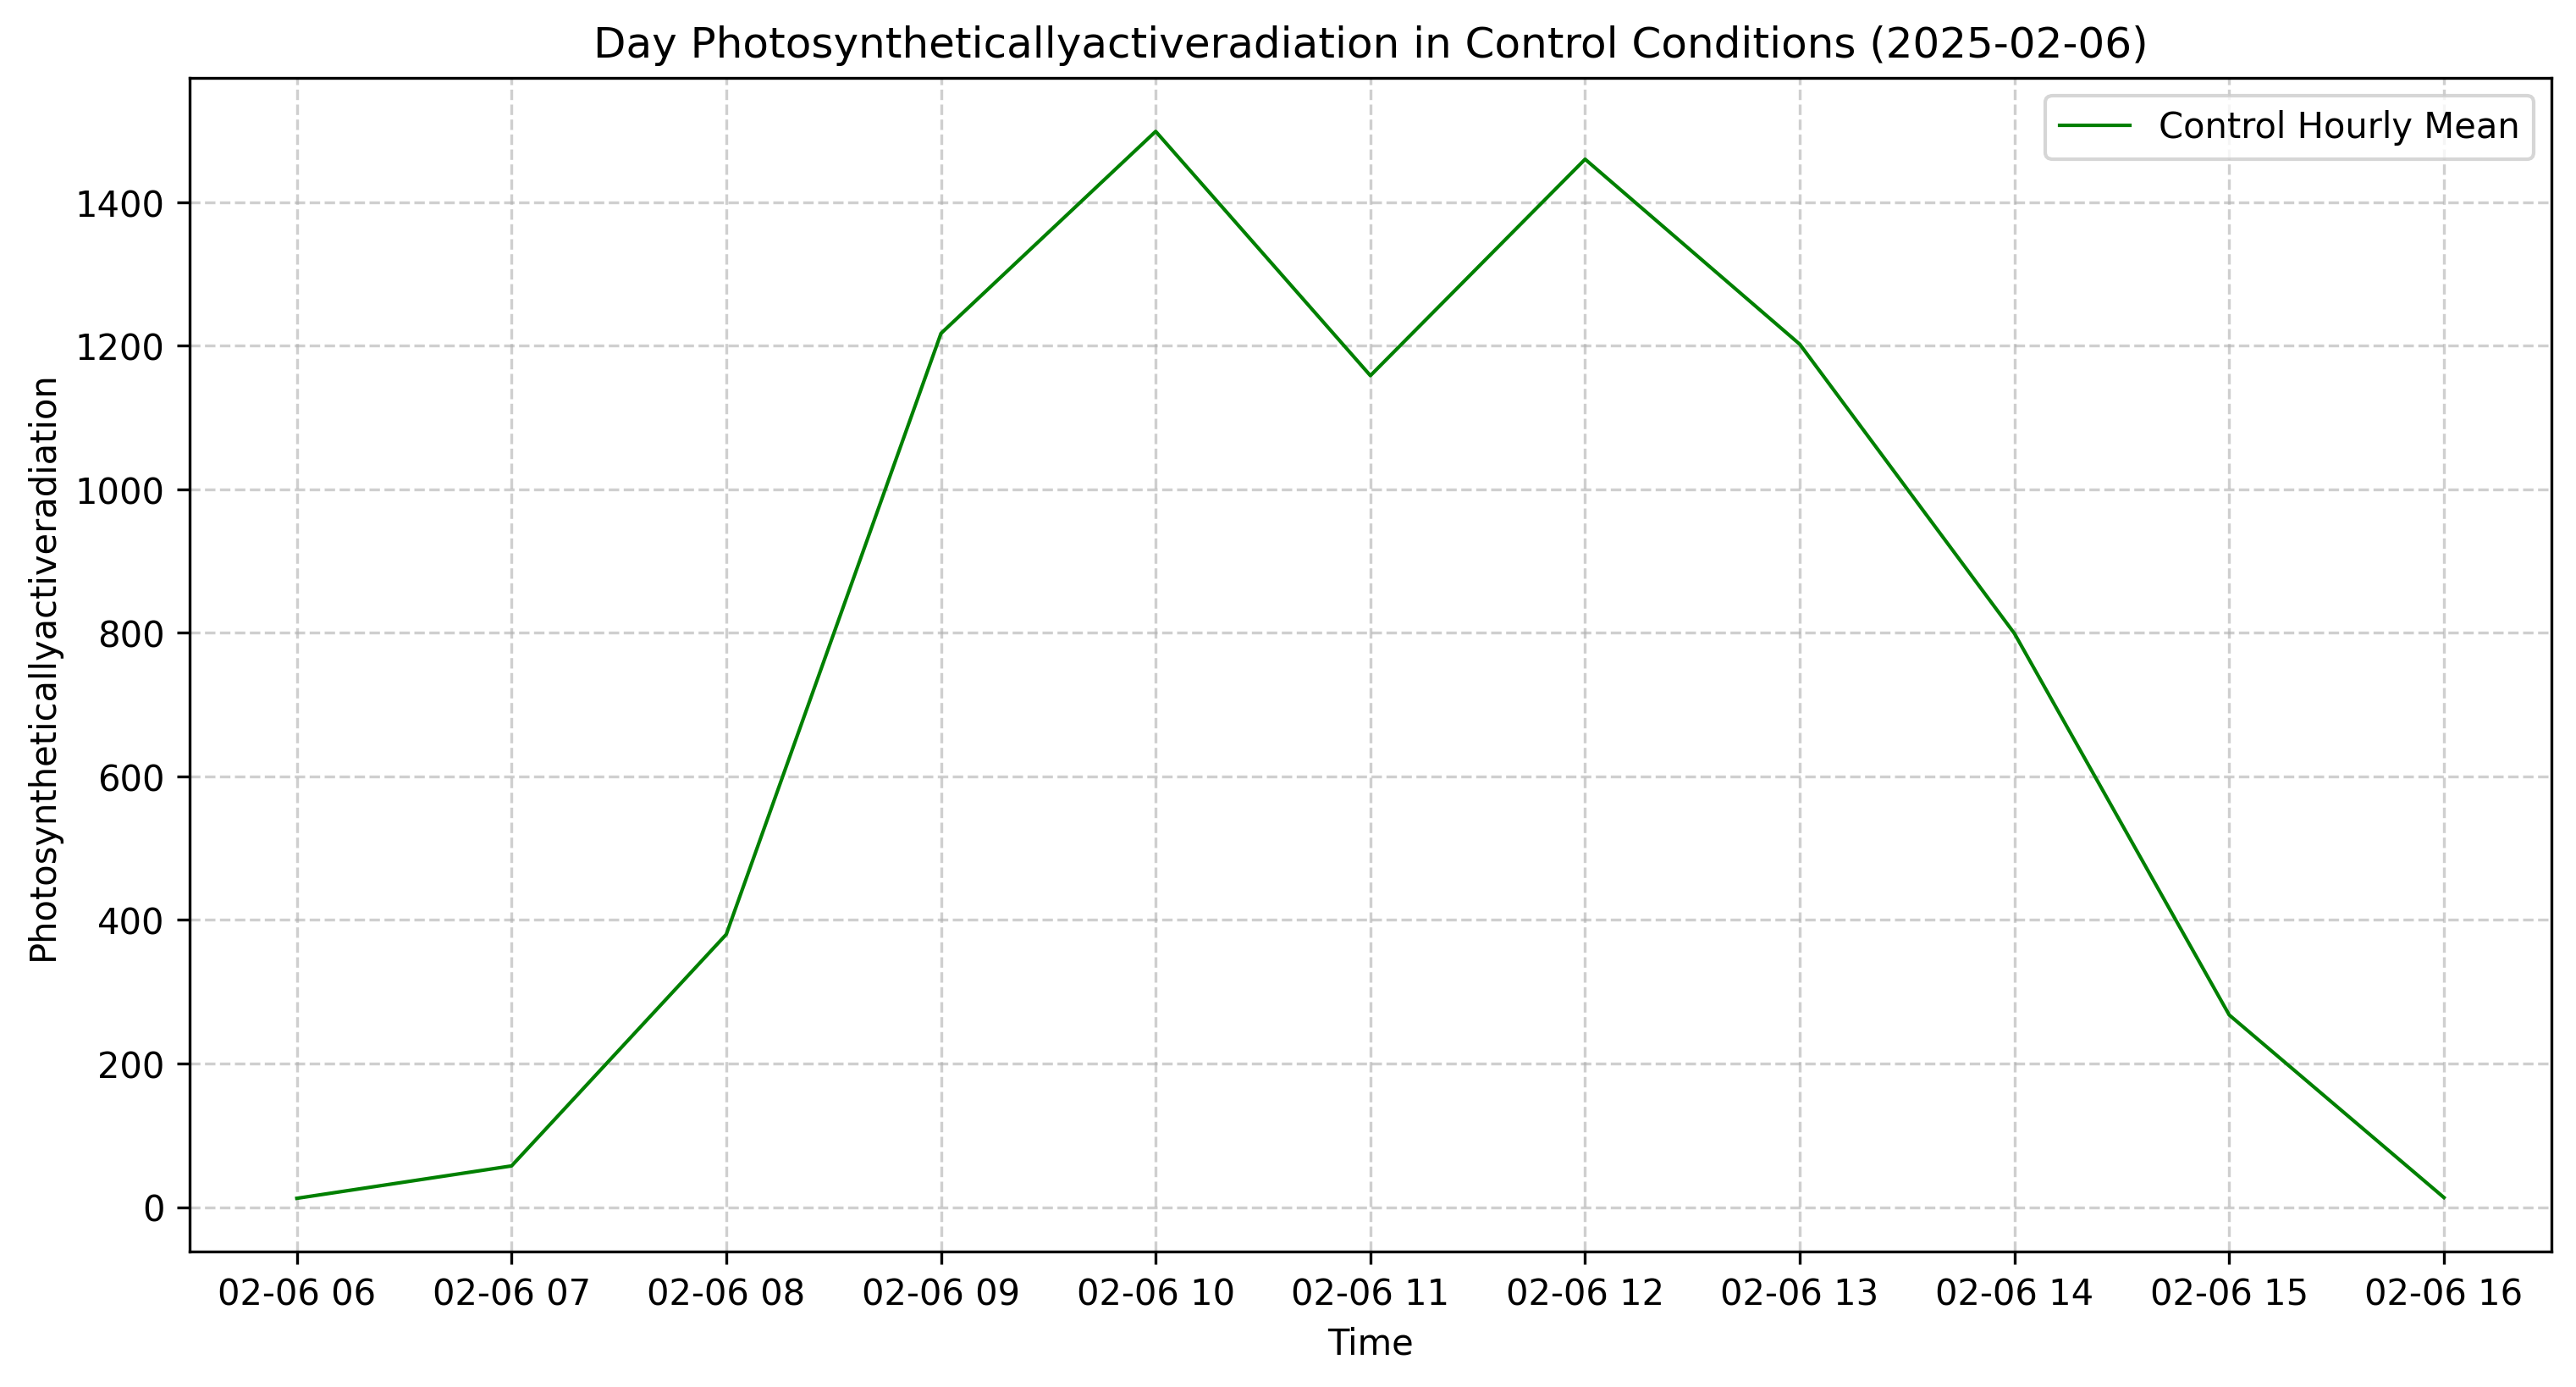 Day Photosyntheticallyactiveradiation in Control Conditions (2025-02-06)
Control Hourly Mean
Photosyntheticallyactiveradiation
1400
1200
1000
800
600
400
200
0
02-06 06 02-06 07 02-06 08 02-06 09 02-06 10 02-06 11 02-06 12 02-06 13 02-06 14 02-06 15 02-06 16
Time